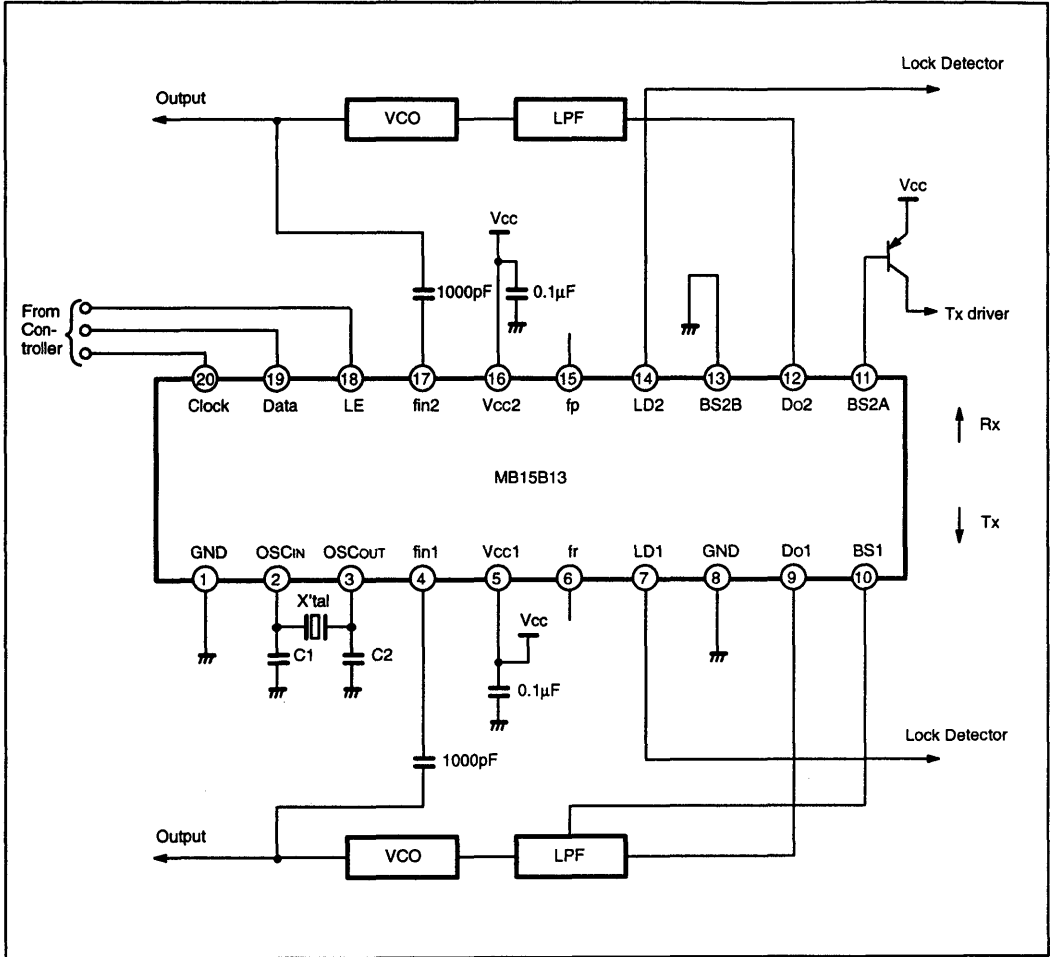 Lock Detector
Output
VCO
LPF
Vcc
Vcc
1000pF
0.1μF
From
Con-
troller
Tx driver
20 19 18 17 16 15 14 13 12 11
Clock Data LE fin2 Vcc2 fp LD2 BS2B Do2 BS2A
Rx
MB15B13
Tx
GND OSCIN OSCOUT fin1 Vcc1 fr LD1 GND Do1 BS1
1 2 3 4 5 6 7 8 9 10
X'tal
Vcc
C1
C2
0.1μF
Lock Detector
1000pF
Output
VCO
LPF